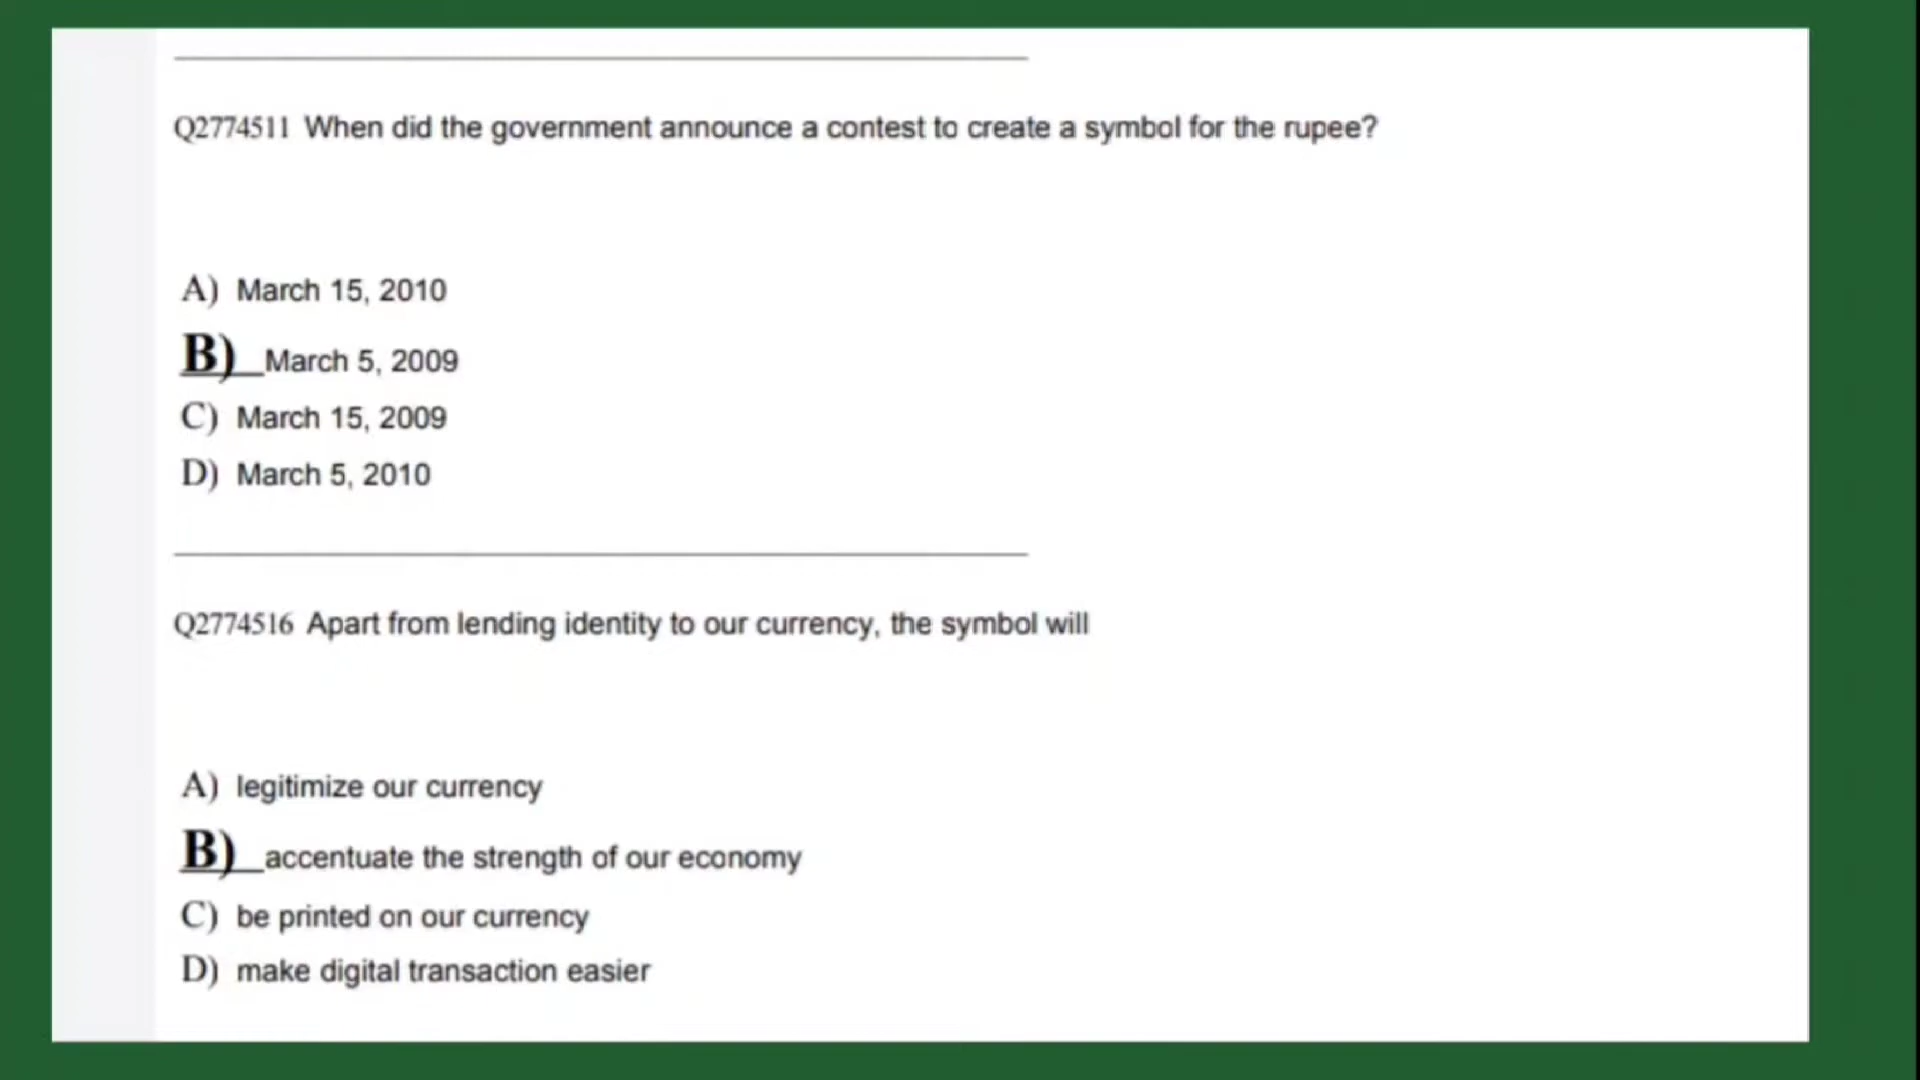 Q2774511 When did the government announce a contest to create a symbol for the rupee?
A) March 15, 2010
B) March 5, 2009
C) March 15, 2009
D) March 5, 2010
Q2774516 Apart from lending identity to our currency, the symbol will
A) legitimize our currency
B) accentuate the strength of our economy
C) be printed on our currency
D) make digital transaction easier